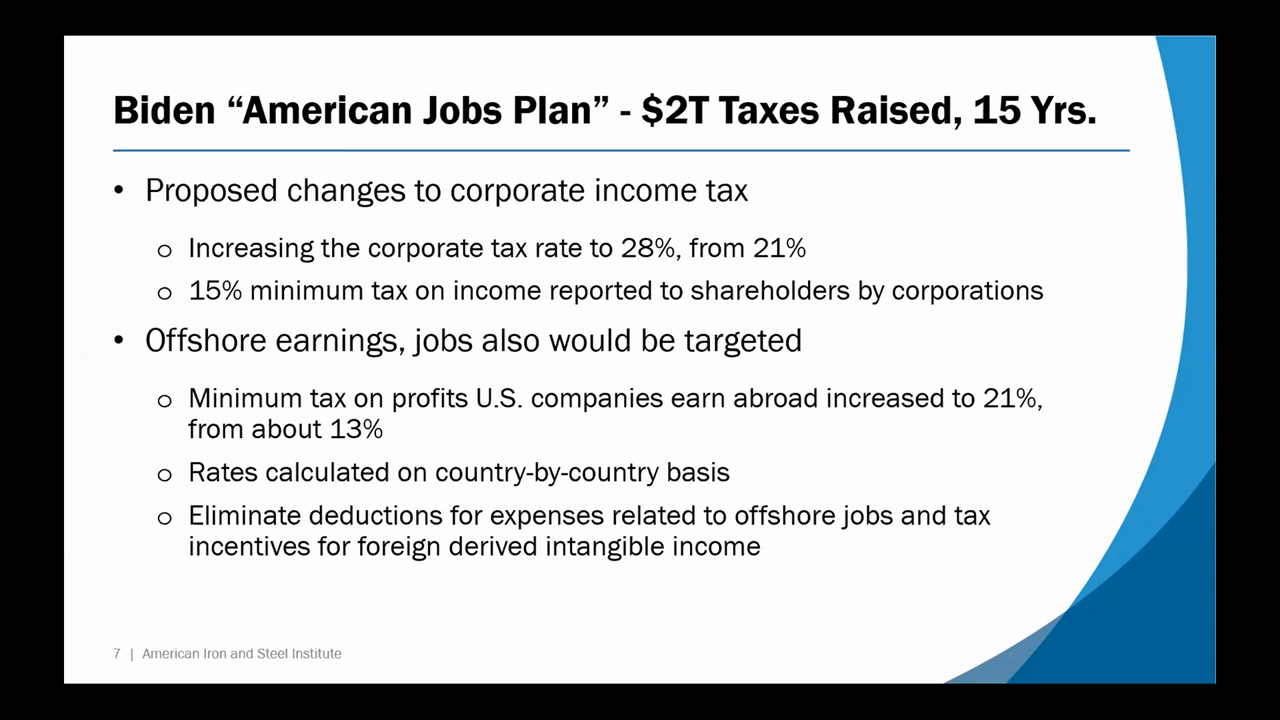 Biden “American Jobs Plan” - $2T Taxes Raised, 15 Yrs.
• Proposed changes to corporate income tax
o Increasing the corporate tax rate to 28%, from 21%
o 15% minimum tax on income reported to shareholders by corporations
• Offshore earnings, jobs also would be targeted
o Minimum tax on profits U.S. companies earn abroad increased to 21%,
from about 13%
o Rates calculated on country-by-country basis
o Eliminate deductions for expenses related to offshore jobs and tax
incentives for foreign derived intangible income
7 | American Iron and Steel Institute